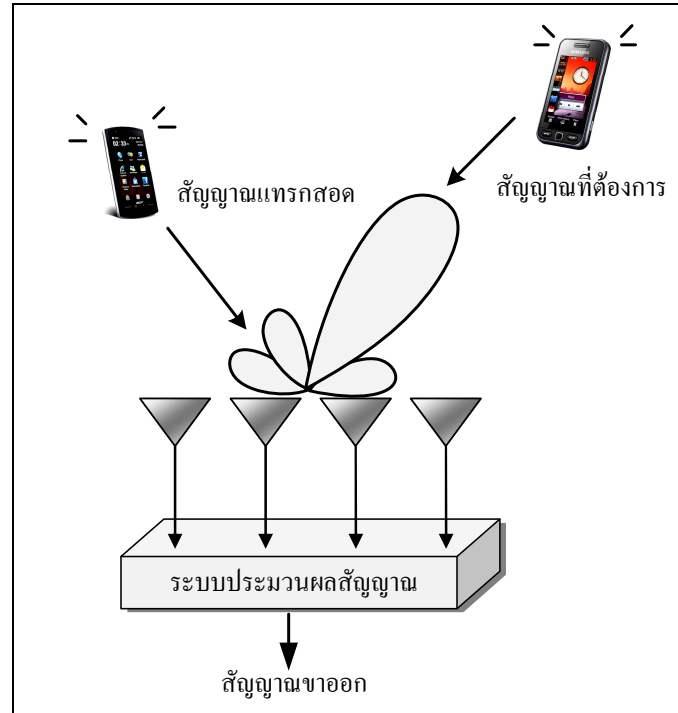 สัญญาณแทรกสอด
สัญญาณที่ต้องการ
ระบบประมวนผลสัญญาณ
สัญญาณขาออก